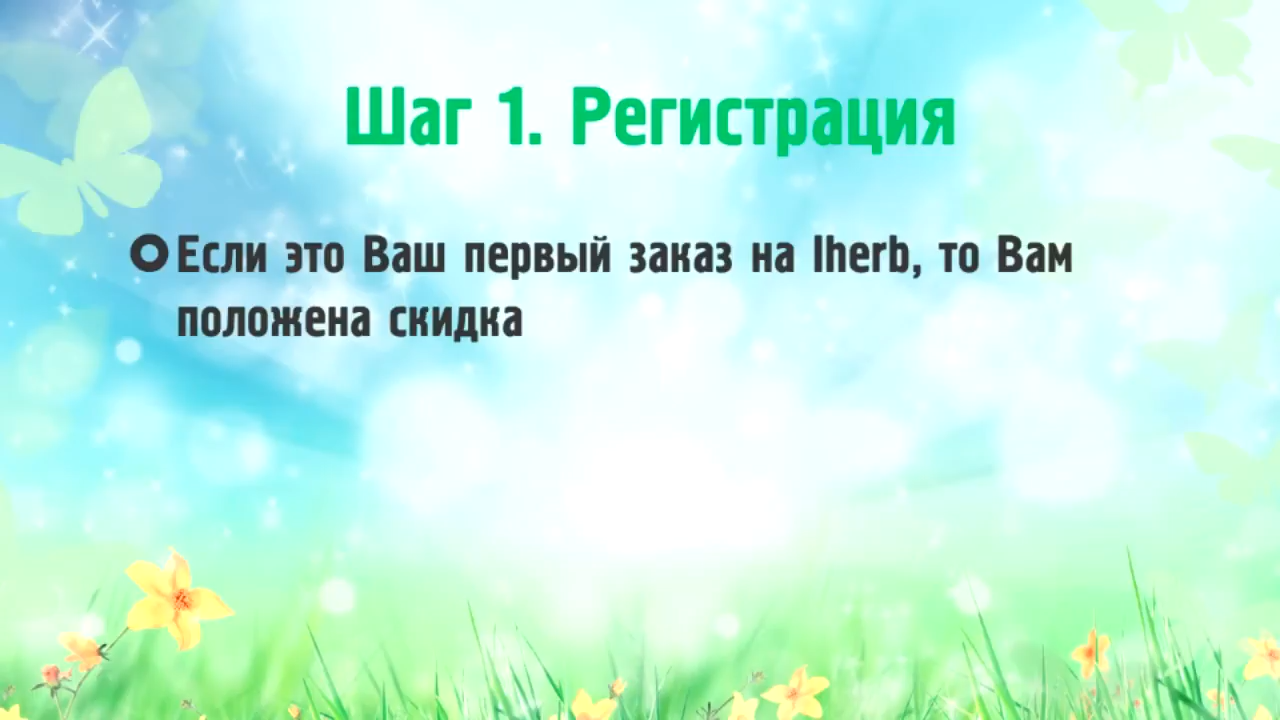 Шаг 1. Регистрация
Если это Ваш первый заказ на Iherb, то Вам
положена скидка